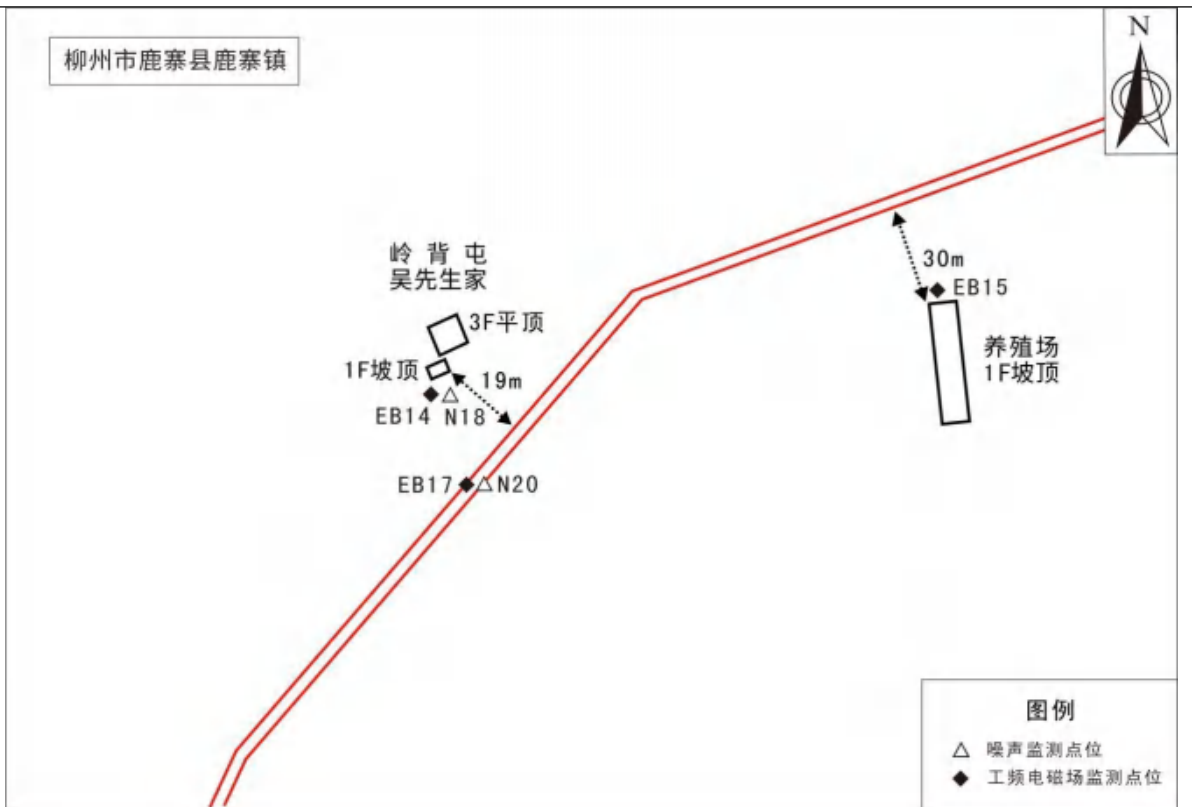 柳州市鹿寨县鹿寨镇
N
岭背屯
吴先生家
3F平顶
1F坡顶
19m
EB14 N18
EB17 N20
30m
EB15
养殖场
1F坡顶
图例
噪声监测点位
工频电磁场监测点位